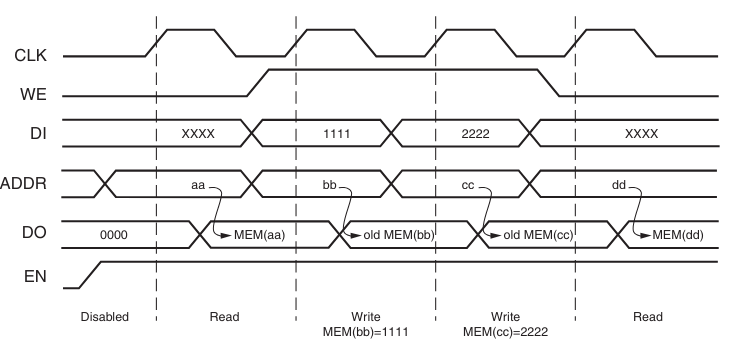 CLK
WE
DI XXXX 1111 2222 XXXX
ADDR aa bb cc dd
DO 0000 MEM(aa) old MEM(bb) old MEM(cc) MEM(dd)
EN
Disabled Read Write Write Read
MEM(bb)=1111 MEM(cc)=2222